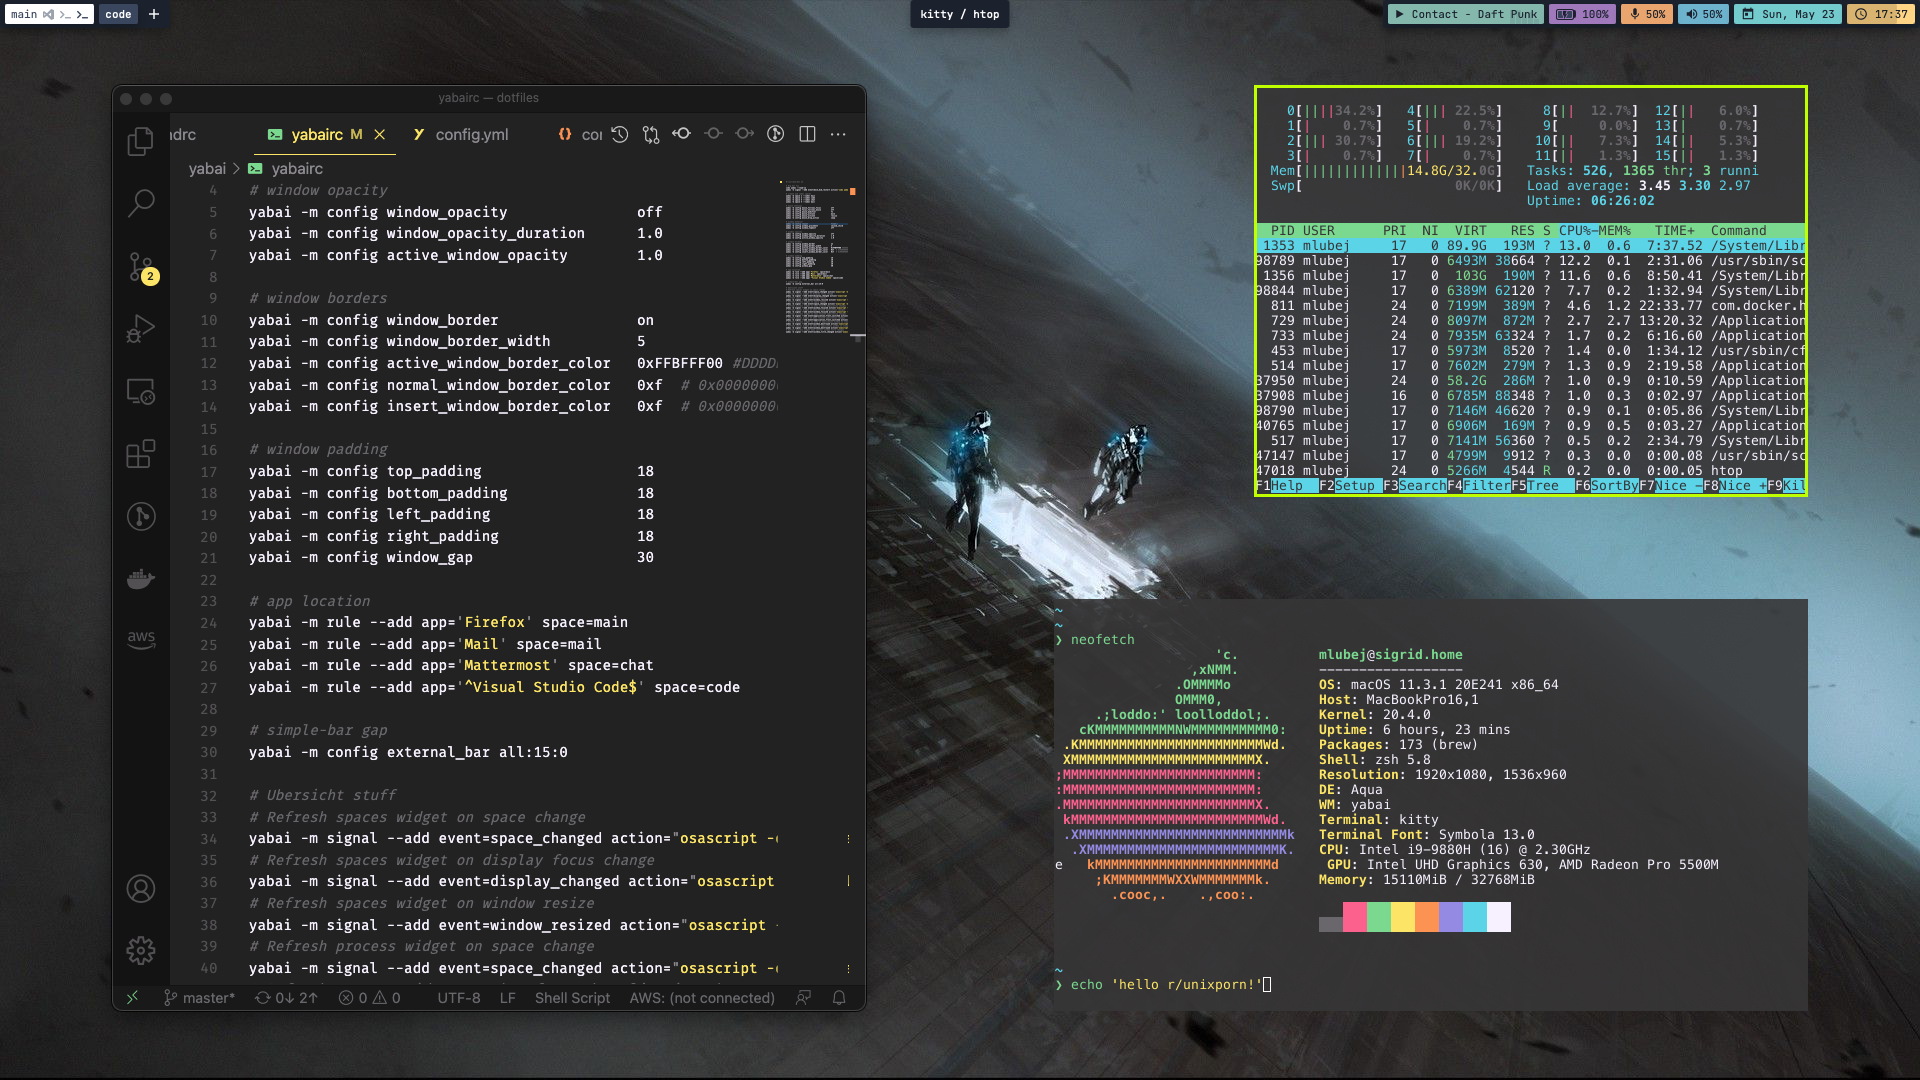 main
code
+
kitty / htop
Contact - Daft Punk
100%
50%
50%
Sun, May 23
17:37
yabairc — dotfiles
ndrc
yabairc M
config.yml
yabai > yabairc
4 # window opacity
5 yabai -m config window_opacity off
6 yabai -m config window_opacity_duration 1.0
7 yabai -m config active_window_opacity 1.0
8
9 # window borders
10 yabai -m config window_border on
11 yabai -m config window_border_width 5
12 yabai -m config active_window_border_color 0xFFBFFF00 #DDDD
13 yabai -m config normal_window_border_color 0xf # 0x0000000
14 yabai -m config insert_window_border_color 0xf # 0x0000000
15
16 # window padding
17 yabai -m config top_padding 18
18 yabai -m config bottom_padding 18
19 yabai -m config left_padding 18
20 yabai -m config right_padding 18
21 yabai -m config window_gap 30
22
23 # app location
24 yabai -m rule --add app='Firefox' space=main
25 yabai -m rule --add app='Mail' space=mail
26 yabai -m rule --add app='Mattermost' space=chat
27 yabai -m rule --add app='^Visual Studio Code$' space=code
28
29 # simple-bar gap
30 yabai -m config external_bar all:15:0
31
32 # Ubersicht stuff
33 # Refresh spaces widget on space change
34 yabai -m signal --add event=space_changed action="osascript -e
35 # Refresh spaces widget on display focus change
36 yabai -m signal --add event=display_changed action="osascript
37 # Refresh spaces widget on window resize
38 yabai -m signal --add event=window_resized action="osascript -
39 # Refresh process widget on space change
40 yabai -m signal --add event=space_changed action="osascript -e
2
aws
master* 0↓ 2↑ 0 0 UTF-8 LF Shell Script AWS: (not connected)
0[||||34.2%] 4[||| 22.5%] 8[|| 12.7%] 12[|| 6.0%]
1[| 0.7%] 5[| 0.7%] 9[ 0.0%] 13[| 0.7%]
2[||| 30.7%] 6[||| 19.2%] 10[|| 7.3%] 14[|| 5.3%]
3[| 0.7%] 7[| 0.7%] 11[|| 1.3%] 15[|| 1.3%]
Mem[|||||||||||||14.8G/32.0G] Tasks: 526, 1365 thr; 3 runni
Swp[ 0K/0K] Load average: 3.45 3.30 2.97
Uptime: 06:26:02
PID USER PRI NI VIRT RES S CPU%-MEM% TIME+ Command
1353 mlubej 17 0 89.9G 193M ? 13.0 0.6 7:37.52 /System/Libr
98789 mlubej 17 0 6493M 38664 ? 12.2 0.1 2:31.06 /usr/sbin/sc
1356 mlubej 17 0 103G 190M ? 11.6 0.6 8:50.41 /System/Libr
98844 mlubej 17 0 6389M 62120 ? 7.7 0.2 1:32.94 /System/Libr
811 mlubej 24 0 7199M 389M ? 4.6 1.2 22:33.77 com.docker.h
729 mlubej 24 0 8097M 872M ? 2.7 2.7 13:20.32 /Application
733 mlubej 24 0 7935M 63324 ? 1.7 0.2 6:16.60 /Application
453 mlubej 17 0 5973M 8520 ? 1.4 0.0 1:34.12 /usr/sbin/cf
514 mlubej 17 0 7602M 279M ? 1.3 0.9 2:19.58 /Application
37950 mlubej 24 0 58.2G 286M ? 1.0 0.9 0:10.59 /Application
37908 mlubej 16 0 6785M 88348 ? 1.0 0.3 0:02.97 /Application
98790 mlubej 17 0 7146M 46620 ? 0.9 0.1 0:05.86 /System/Libr
40765 mlubej 17 0 6906M 169M ? 0.9 0.5 0:03.27 /Application
517 mlubej 17 0 7141M 56360 ? 0.5 0.2 2:34.79 /System/Libr
47147 mlubej 17 0 4799M 9912 ? 0.3 0.0 0:00.08 /usr/sbin/sc
47018 mlubej 24 0 5266M 4544 R 0.2 0.0 0:00.05 htop
F1Help F2Setup F3SearchF4FilterF5Tree F6SortByF7Nice -F8Nice +F9Kil
~
~
❯ neofetch
'c.
,xNMM.
.OMMMMo
OMMM0,
.;loddo:' loolloddol;.
cKMMMMMMMMMMNWMMMMMMMMMM0:
.KMMMMMMMMMMMMMMMMMMMMMMMWd.
XMMMMMMMMMMMMMMMMMMMMMMMX.
;MMMMMMMMMMMMMMMMMMMMMMMM:
:MMMMMMMMMMMMMMMMMMMMMMMM:
.MMMMMMMMMMMMMMMMMMMMMMMMX.
kMMMMMMMMMMMMMMMMMMMMMMMMWd.
.XMMMMMMMMMMMMMMMMMMMMMMMMMMk
.XMMMMMMMMMMMMMMMMMMMMMMMMK.
e kMMMMMMMMMMMMMMMMMMMMMMd
;KMMMMMMMWXXWMMMMMMMk.
.cooc,. .,coo:.
mlubej@sigrid.home
------------------
OS: macOS 11.3.1 20E241 x86_64
Host: MacBookPro16,1
Kernel: 20.4.0
Uptime: 6 hours, 23 mins
Packages: 173 (brew)
Shell: zsh 5.8
Resolution: 1920x1080, 1536x960
DE: Aqua
WM: yabai
Terminal: kitty
Terminal Font: Symbola 13.0
CPU: Intel i9-9880H (16) @ 2.30GHz
GPU: Intel UHD Graphics 630, AMD Radeon Pro 5500M
Memory: 15110MiB / 32768MiB
~
❯ echo 'hello r/unixporn!'